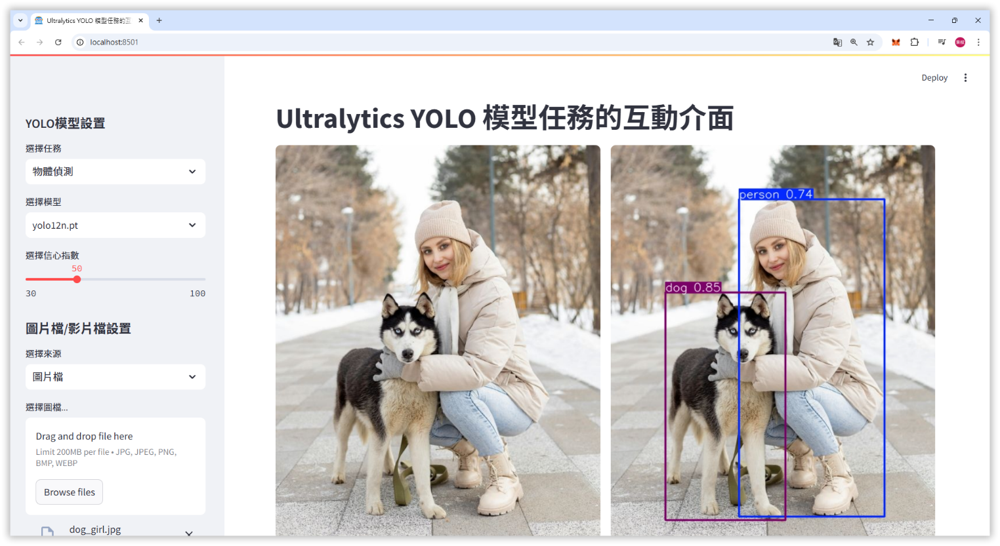 Ultralytics YOLO 模型任務的互
localhost:8501
Deploy
YOLO模型設置
選擇任務
物體偵測
選擇模型
yolo12n.pt
選擇信心指數
50
30 100
圖片檔/影片檔設置
選擇來源
圖片檔
選擇圖檔...
Drag and drop file here
Limit 200MB per file • JPG, JPEG, PNG,
BMP, WEBP
Browse files
dog_girl.jpg
Ultralytics YOLO 模型任務的互動介面
person 0.74
dog 0.85